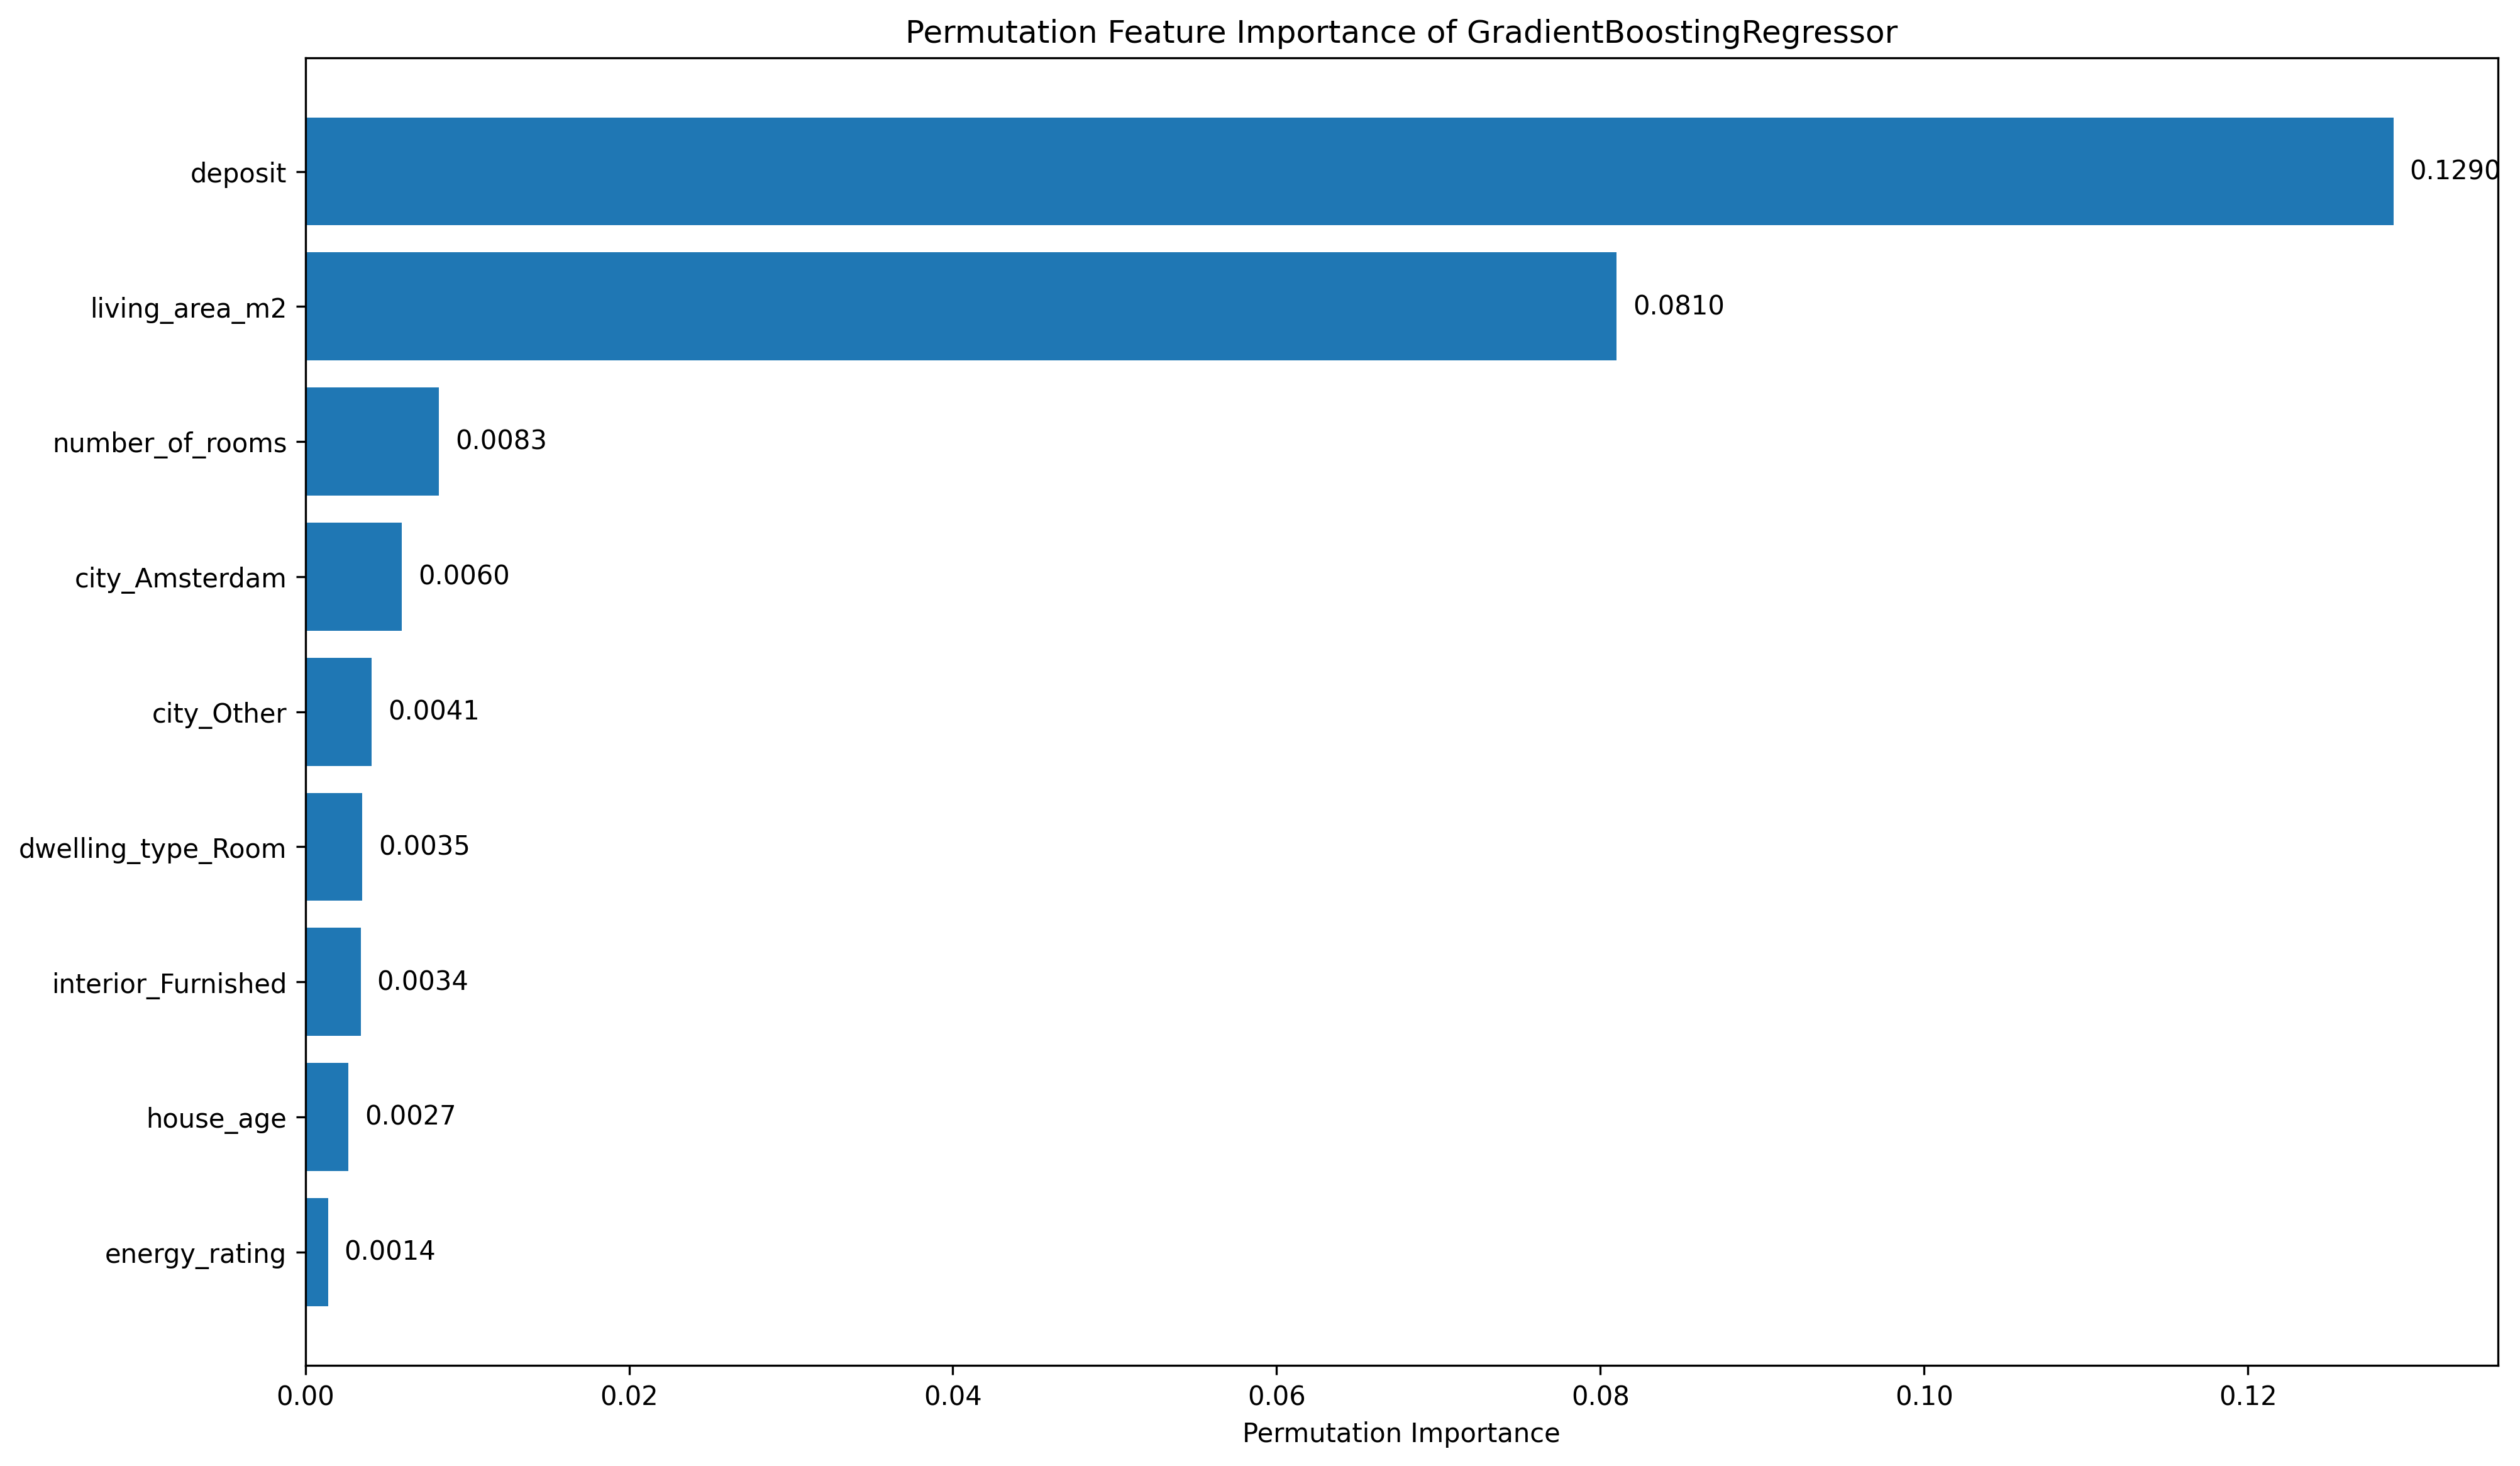 Permutation Feature Importance of GradientBoostingRegressor
deposit 0.1290
living_area_m2 0.0810
number_of_rooms 0.0083
city_Amsterdam 0.0060
city_Other 0.0041
dwelling_type_Room 0.0035
interior_Furnished 0.0034
house_age 0.0027
energy_rating 0.0014
0.00 0.02 0.04 0.06 0.08 0.10 0.12
Permutation Importance